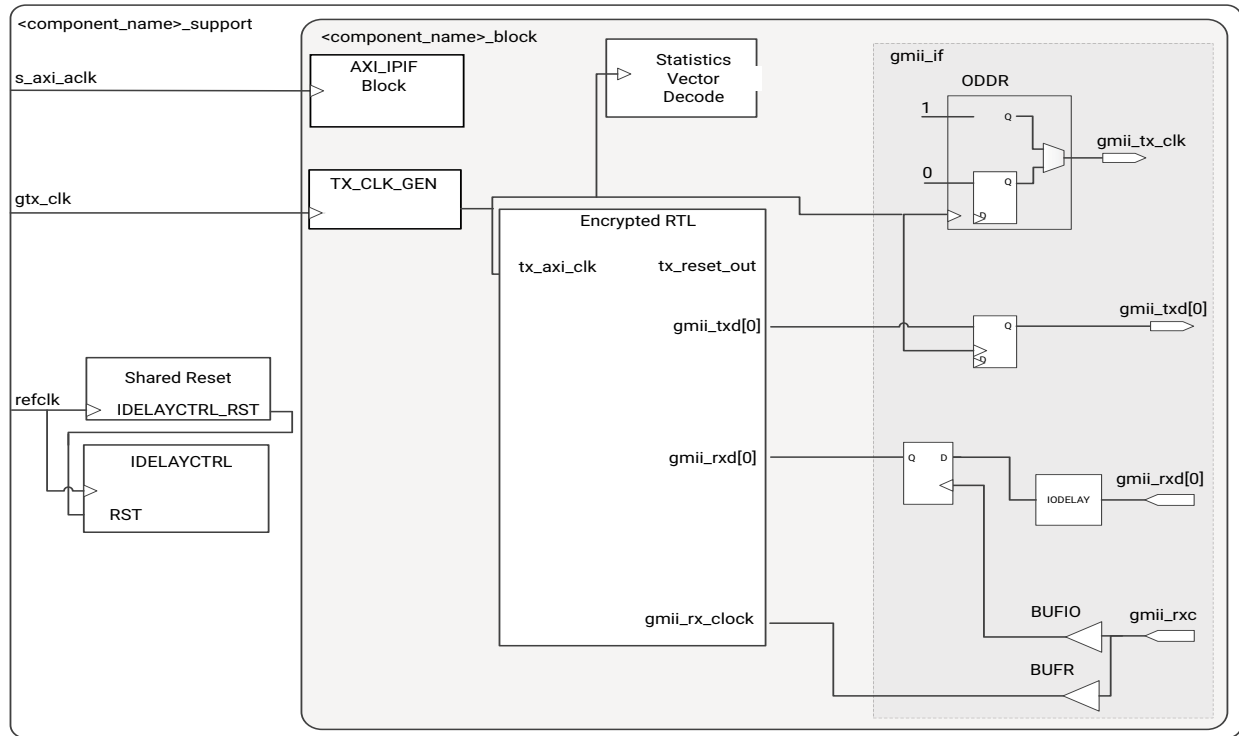 <component_name>_support
<component_name>_block
s_axi_aclk
AXI_IPIF
Block
Statistics
Vector
Decode
gmii_if
ODDR
1
Q
gmii_tx_clk
0
Q
D
gtx_clk
TX_CLK_GEN
Encrypted RTL
tx_axi_clk
tx_reset_out
gmii_txd[0]
Q
D
gmii_txd[0]
Shared Reset
refclk
IDELAYCTRL_RST
IDELAYCTRL
RST
gmii_rxd[0]
Q
D
IODELAY
gmii_rxd[0]
gmii_rx_clock
BUFIO
gmii_rxc
BUFR